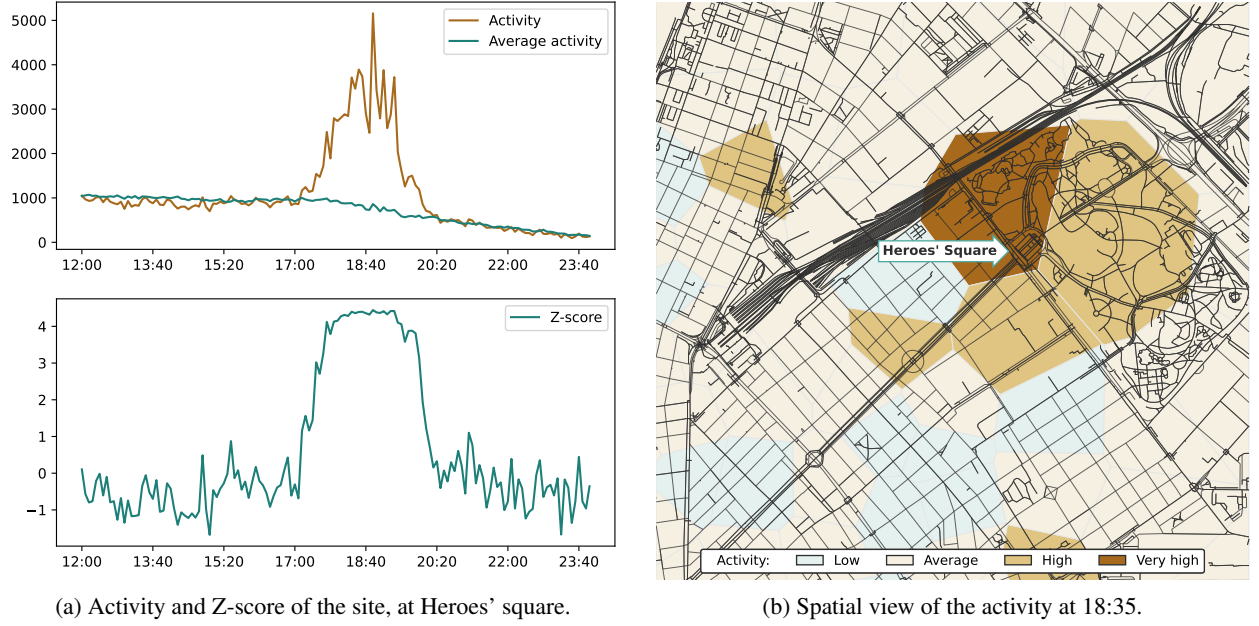 5000
4000
3000
2000
1000
0
Activity
Average activity
12:00 13:40 15:20 17:00 18:40 20:20 22:00 23:40
4
3
2
1
0
−1
Z-score
12:00 13:40 15:20 17:00 18:40 20:20 22:00 23:40
(a) Activity and Z-score of the site, at Heroes’ square.
Heroes' Square
Activity: Low Average High Very high
(b) Spatial view of the activity at 18:35.